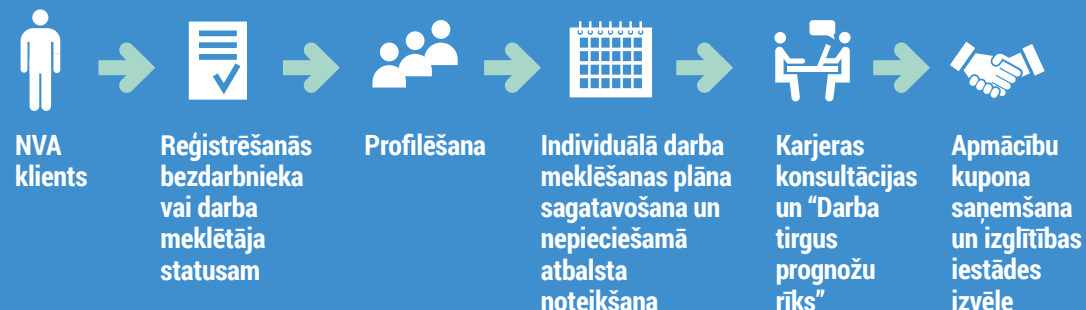 NVA
klients
Reģistrēšanās
bezdarbnieka
vai darba
meklētāja
statusam
Profilēšana
Individuālā darba
meklēšanas plāna
sagatavošana un
nepieciešamā
atbalsta
noteikšana
Karjeras
konsultācijas
un “Darba
tirgus
prognožu
rīks”
Apmācību
kupona
saņemšana
un izglītības
iestādes
izvēle